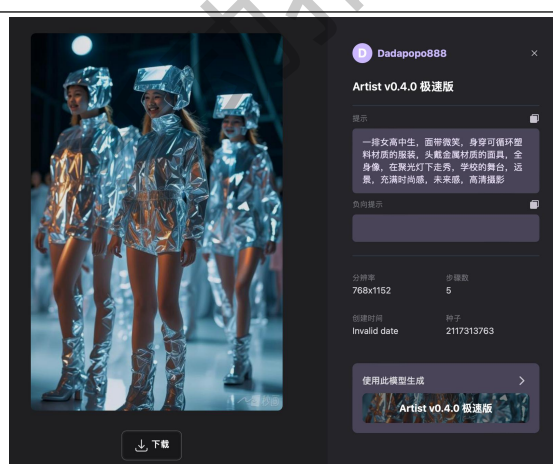 D Dadapopo888
Artist v0.4.0 极速版
提示
一排女高中生，面带微笑，身穿可循环塑
料材质的服装，头戴金属材质的面具，全
身像，在聚光灯下走秀，学校的舞台，远
景，充满时尚感，未来感，高清摄影
负向提示
分辨率 步骤数
768x1152 5
创建时间 种子
Invalid date 2117313763
使用此模型生成
Artist v0.4.0 极速版
下载